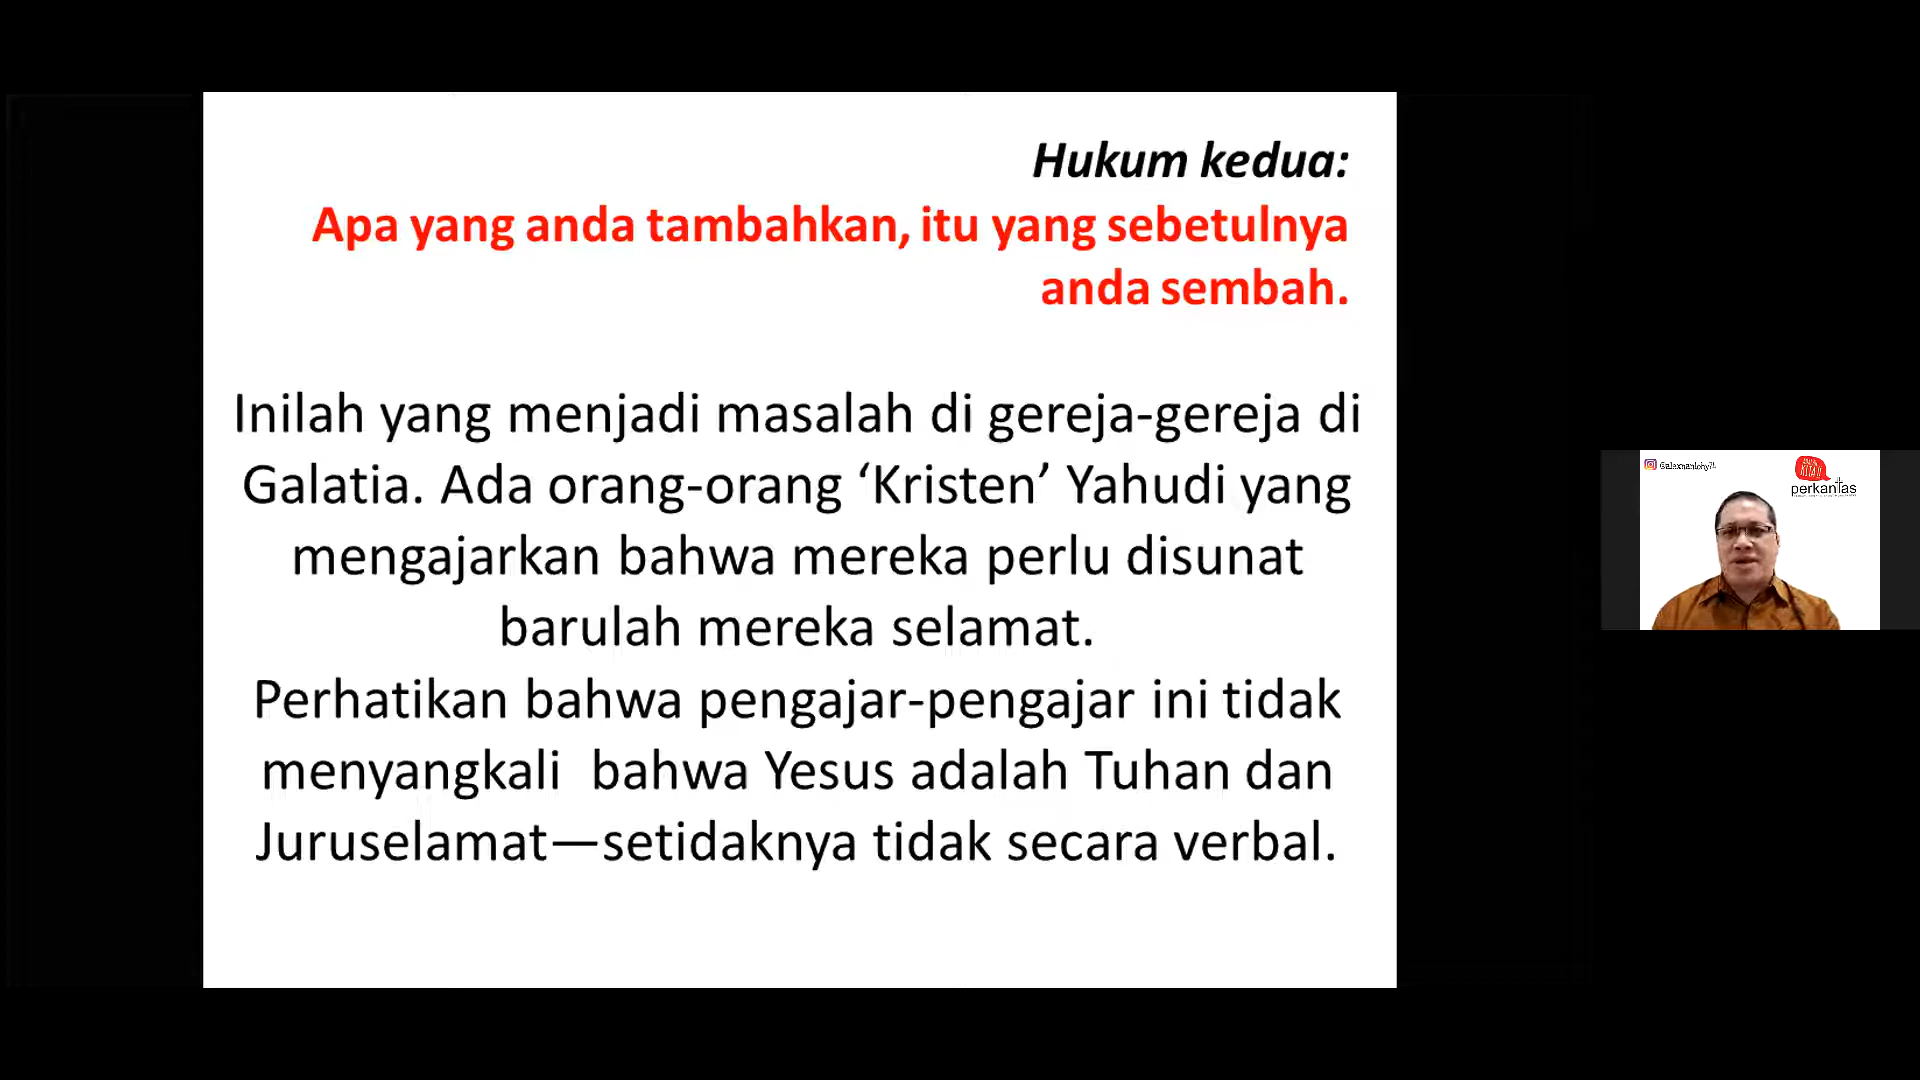 Hukum kedua:
Apa yang anda tambahkan, itu yang sebetulnya
anda sembah.
Inilah yang menjadi masalah di gereja-gereja di
Galatia. Ada orang-orang ‘Kristen’ Yahudi yang
mengajarkan bahwa mereka perlu disunat
barulah mereka selamat.
Perhatikan bahwa pengajar-pengajar ini tidak
menyangkali  bahwa Yesus adalah Tuhan dan
Juruselamat—setidaknya tidak secara verbal.
perkantas